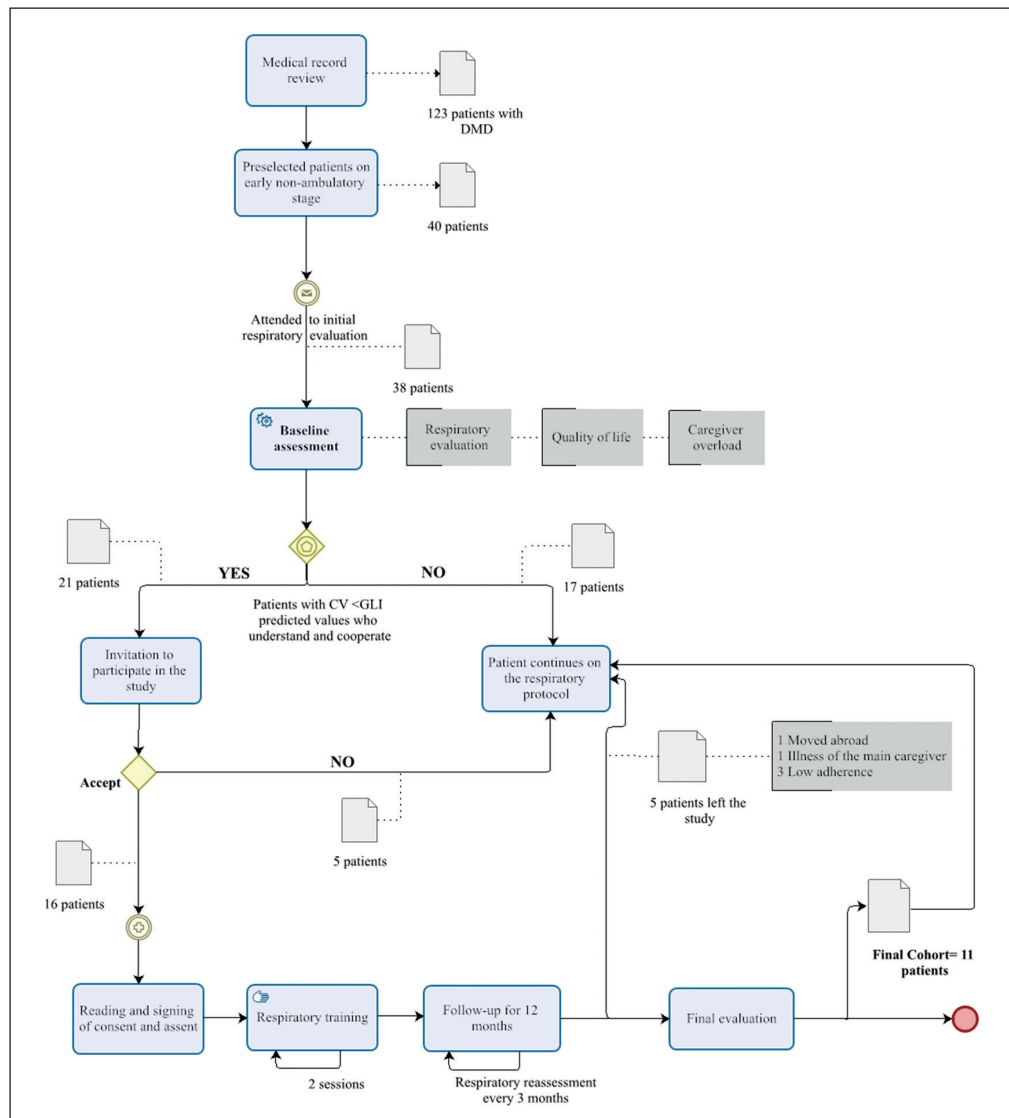 Medical record
review
123 patients with
DMD
Preselected patients on
early non-ambulatory
stage
40 patients
Attended to initial
respiratory evaluation
38 patients
Baseline
assessment
Respiratory
evaluation
Quality of life
Caregiver
overload
21 patients
YES
NO
17 patients
Patients with CV <GLI
predicted values who
understand and cooperate
Invitation to
participate in the
study
Patient continues on
the respiratory
protocol
Accept
NO
5 patients
5 patients left the
study
1 Moved abroad
1 Illness of the main caregiver
3 Low adherence
16 patients
Final Cohort= 11
patients
Reading and signing
of consent and assent
Respiratory training
2 sessions
Follow-up for 12
months
Respiratory reassessment
every 3 months
Final evaluation